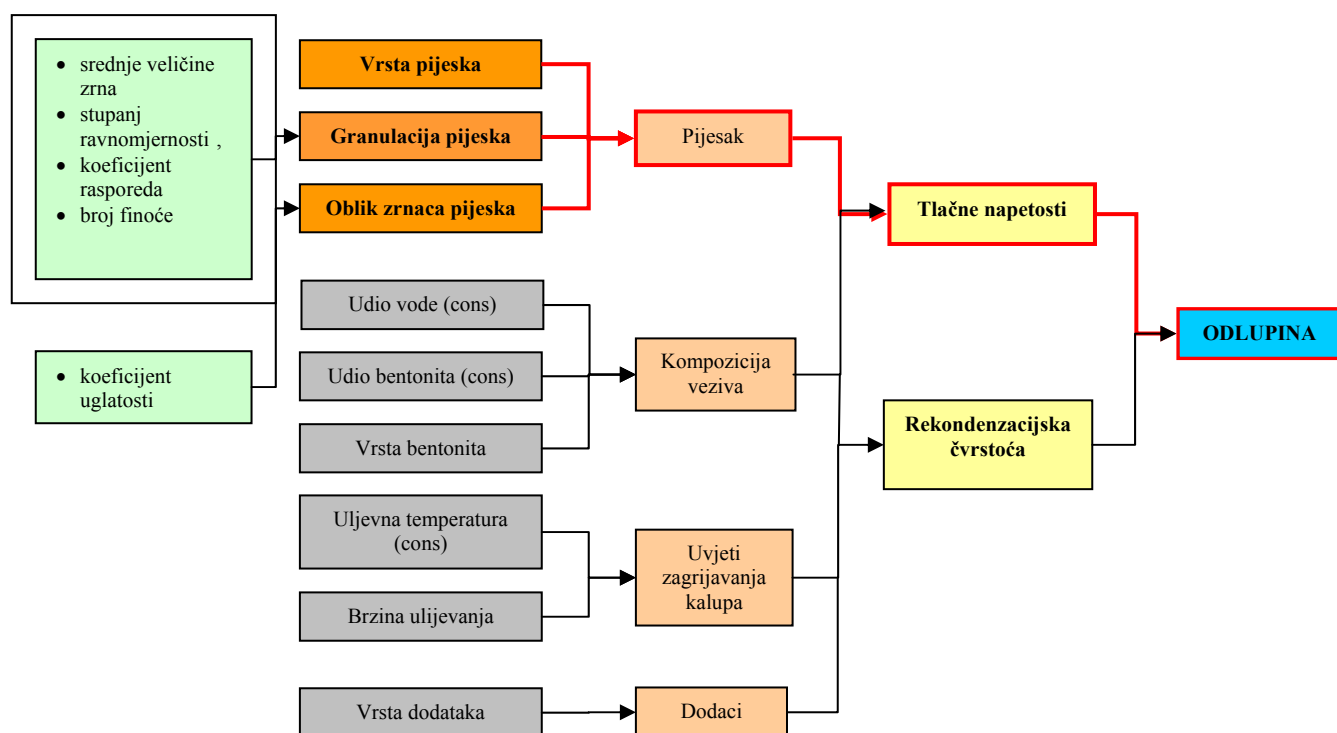 • srednje veličine
zrna
• stupanj
ravnomjernosti ,
• koeficijent
rasporeda
• broj finoće
• koeficijent
uglatosti
Vrsta pijeska
Granulacija pijeska
Oblik zrnaca pijeska
Udio vode (cons)
Udio bentonita (cons)
Vrsta bentonita
Uljevna temperatura
(cons)
Brzina ulijevanja
Vrsta dodataka
Pijesak
Kompozicija
veziva
Uvjeti
zagrijavanja
kalupa
Dodaci
Tlačne napetosti
Rekondenzacijska
čvrstoća
ODLUPINA